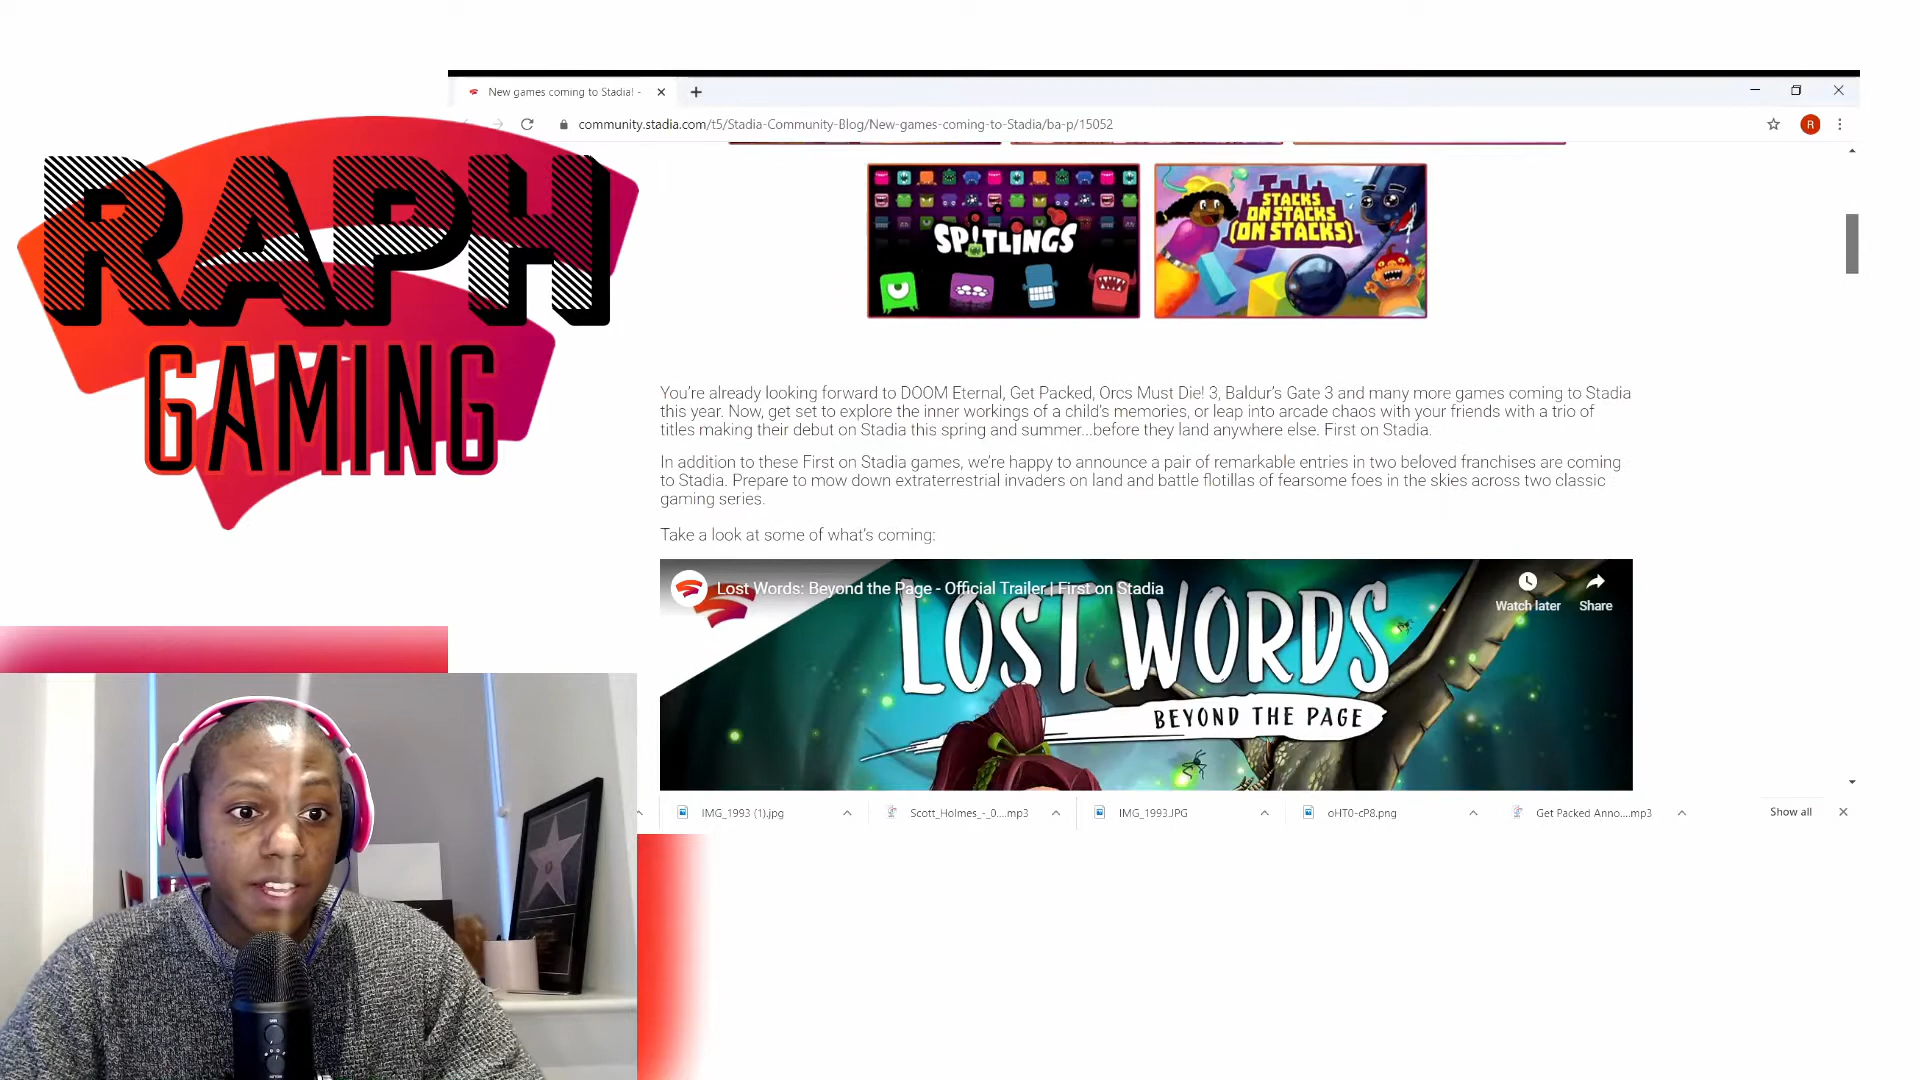 New games coming to Stadia! -
community.stadia.com/t5/Stadia-Community-Blog/New-games-coming-to-Stadia/ba-p/15052
R
RAPH
GAMING
SPITLINGS
STACKS
ON STACKS
(ON STACKS)
You're already looking forward to DOOM Eternal, Get Packed, Orcs Must Die! 3, Baldur's Gate 3 and many more games coming to Stadia
this year. Now, get set to explore the inner workings of a child's memories, or leap into arcade chaos with your friends with a trio of
titles making their debut on Stadia this spring and summer...before they land anywhere else. First on Stadia.
In addition to these First on Stadia games, we're happy to announce a pair of remarkable entries in two beloved franchises are coming
to Stadia. Prepare to mow down extraterrestrial invaders on land and battle flotillas of fearsome foes in the skies across two classic
gaming series.
Take a look at some of what's coming:
Lost Words: Beyond the Page - Official Trailer | First on Stadia
Watch later
Share
LOST WORDS
BEYOND THE PAGE
IMG_1993 (1).jpg
Scott_Holmes_-_0....mp3
IMG_1993.JPG
oHT0-cP8.png
Get Packed Anno....mp3
Show all